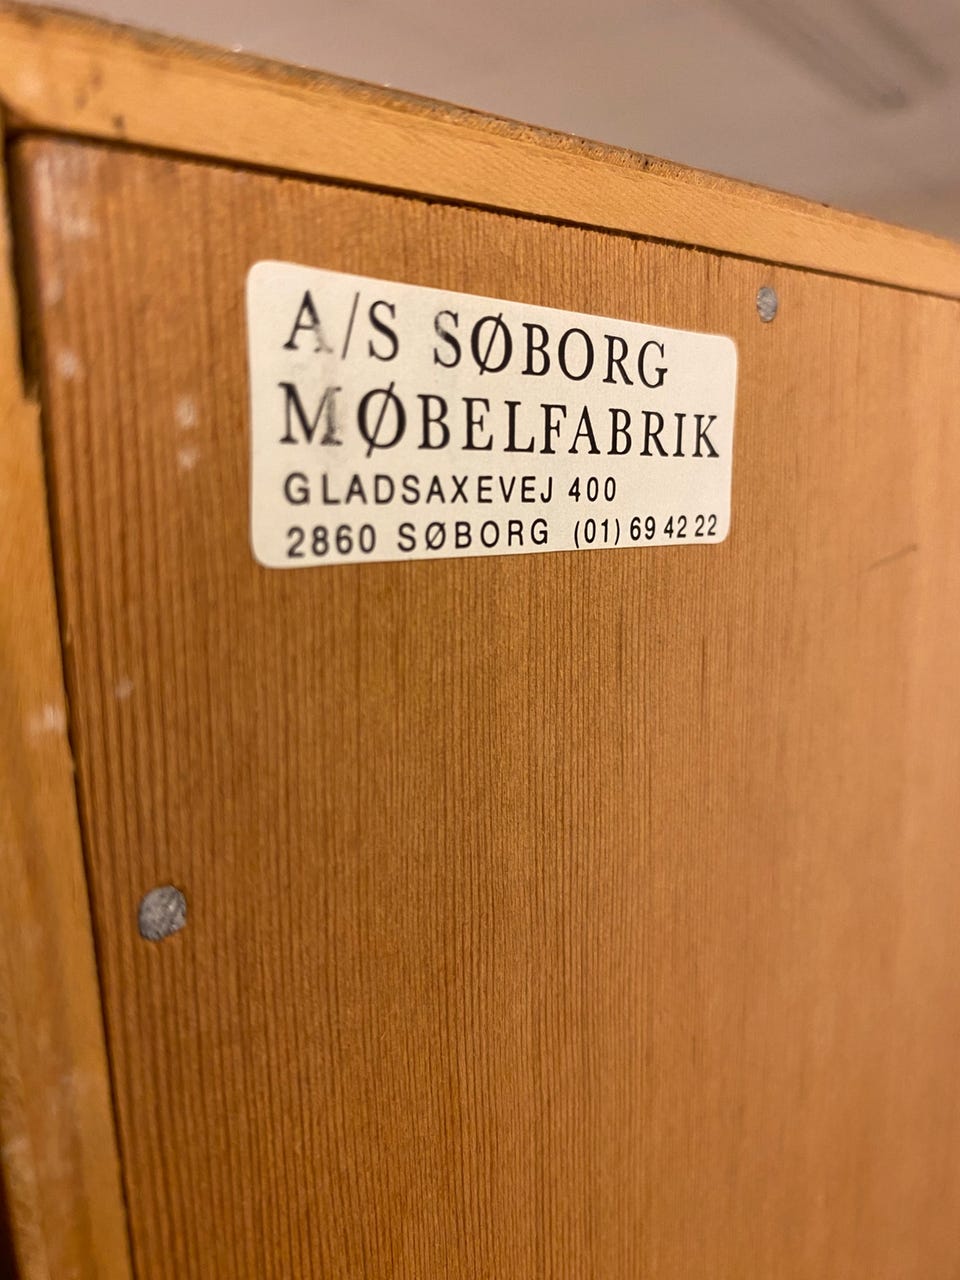 A/S SØBORG
MØBELFABRIK
GLADSAXEVEJ 400
2860 SØBORG (01) 69 42 22